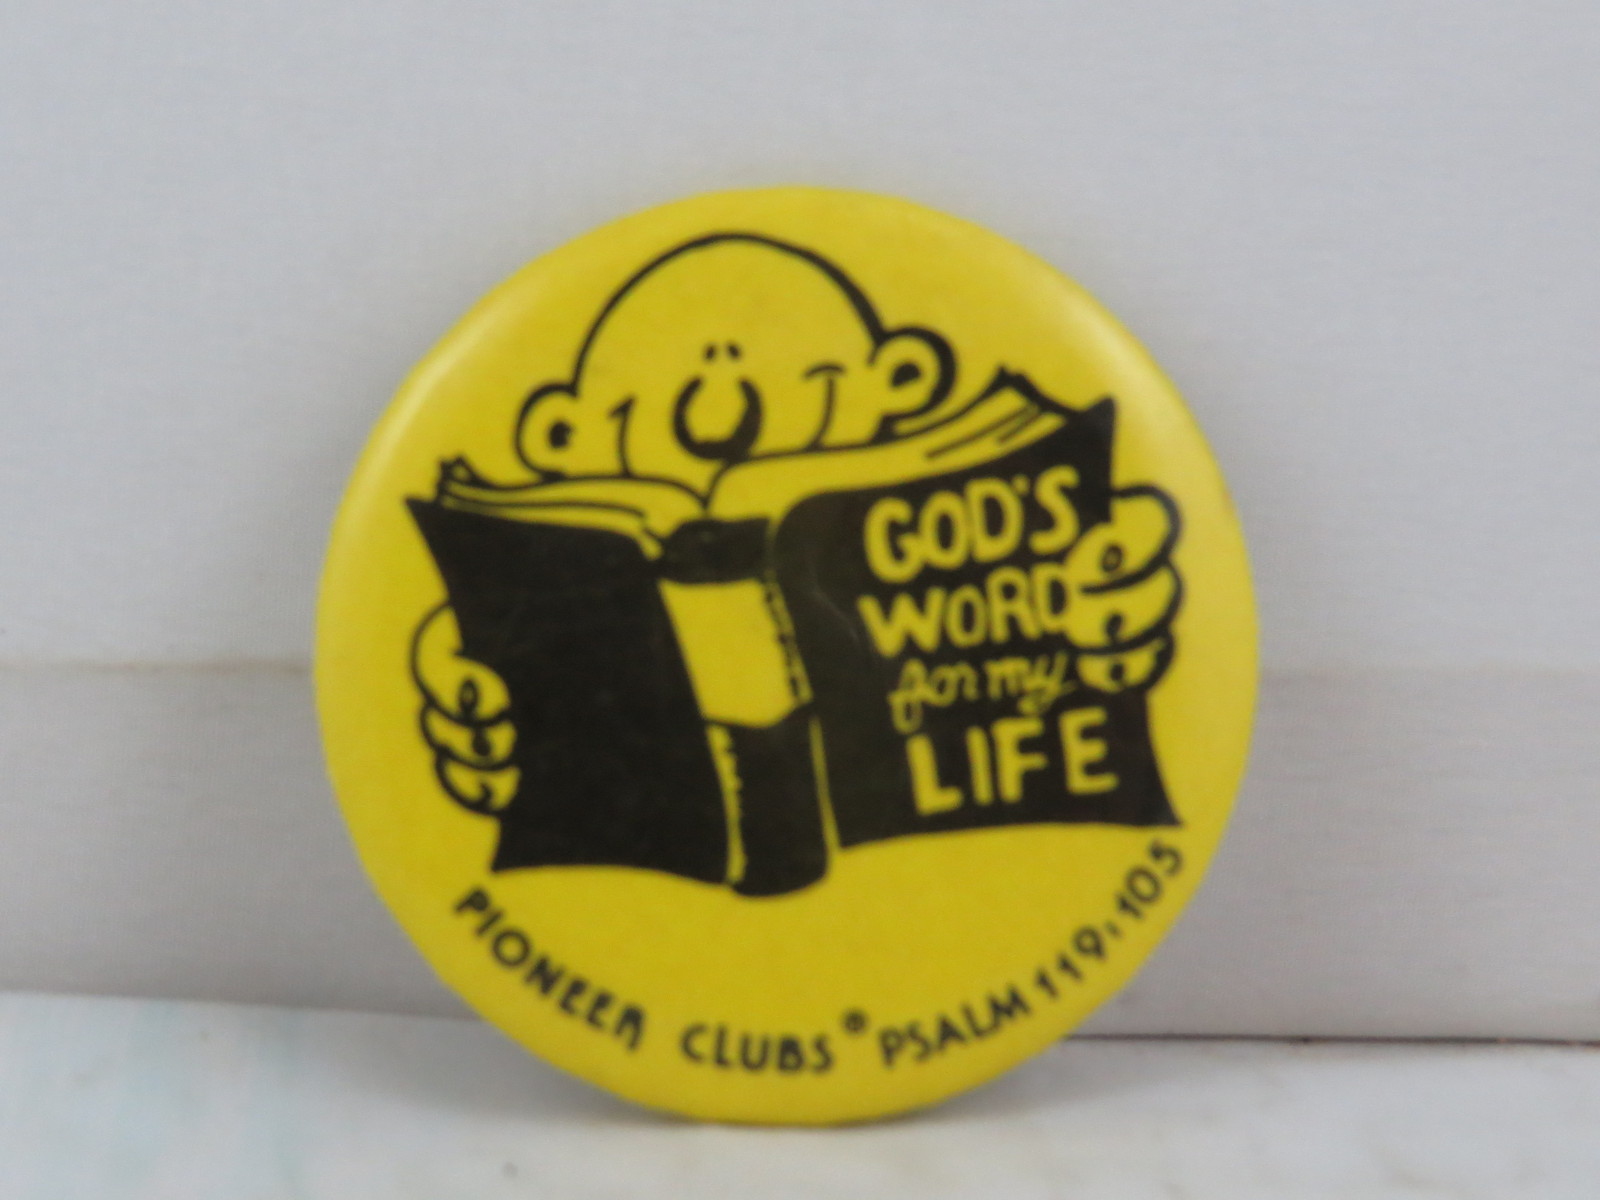 GOD'S
WORD
for my
LIFE
PIONEER CLUBS® PSALM 119:105